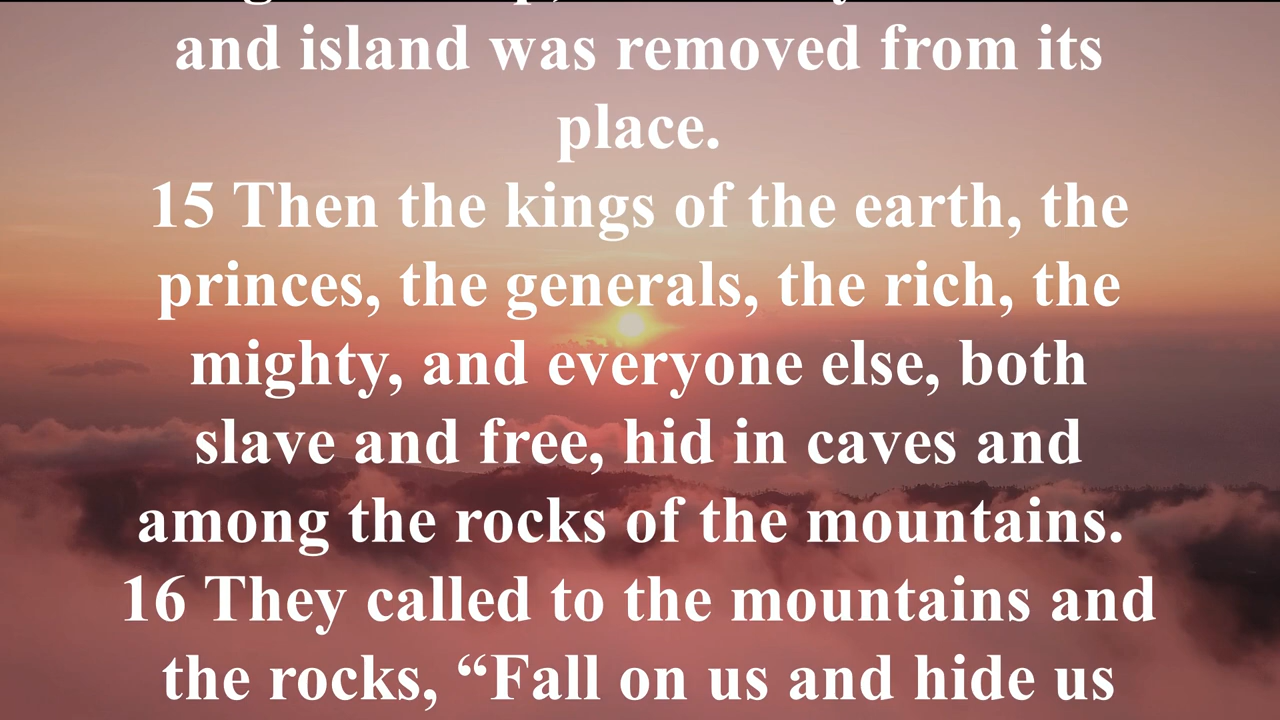 and island was removed from its
place.
15 Then the kings of the earth, the
princes, the generals, the rich, the
mighty, and everyone else, both
slave and free, hid in caves and
among the rocks of the mountains.
16 They called to the mountains and
the rocks, “Fall on us and hide us